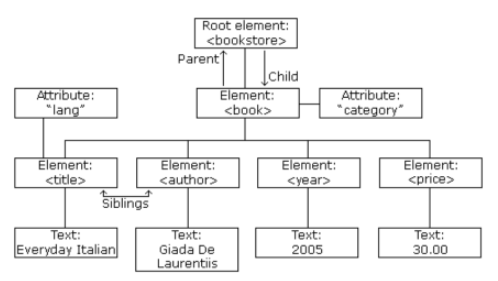 Root element:
<bookstore>
Parent
Child
Attribute:
"lang"
Element:
<book>
Attribute:
"category"
Element:
<title>
Element:
<author>
Element:
<year>
Element:
<price>
Siblings
Text:
Everyday Italian
Text:
Giada De
Laurentiis
Text:
2005
Text:
30.00